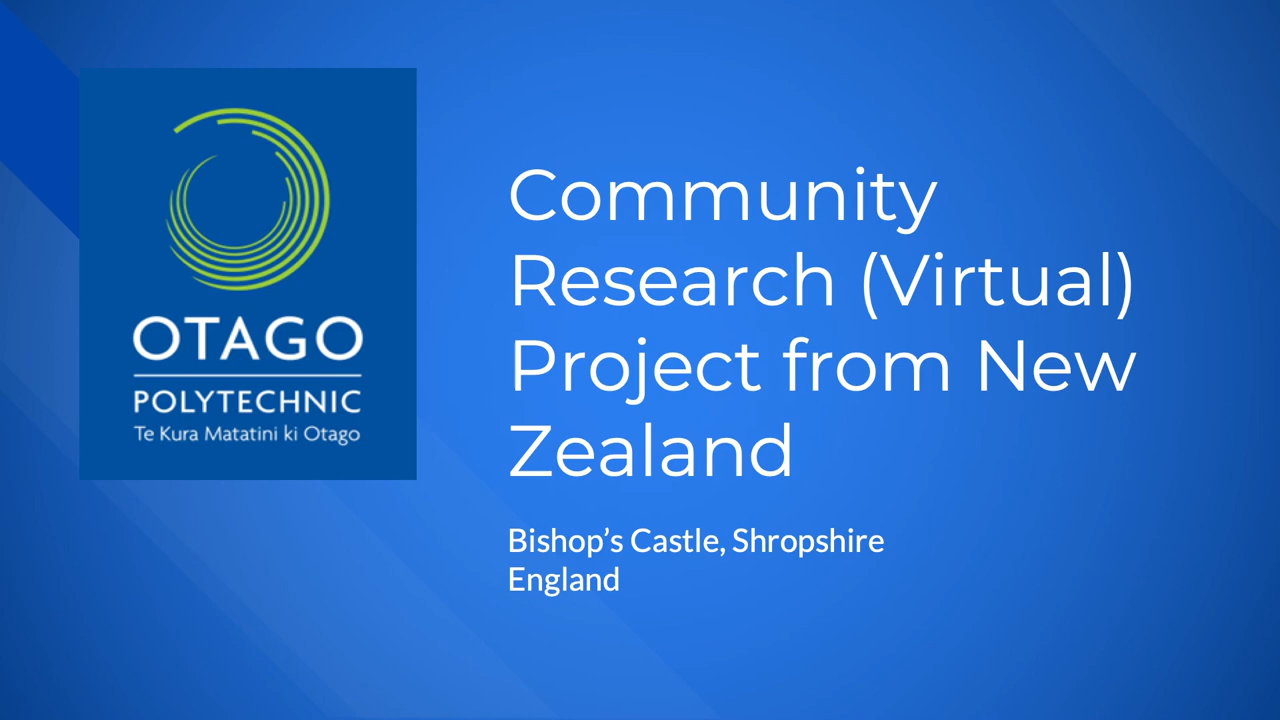 OTAGO
POLYTECHNIC
Te Kura Matatini ki Otago
Community
Research (Virtual)
Project from New
Zealand
Bishop’s Castle, Shropshire
England